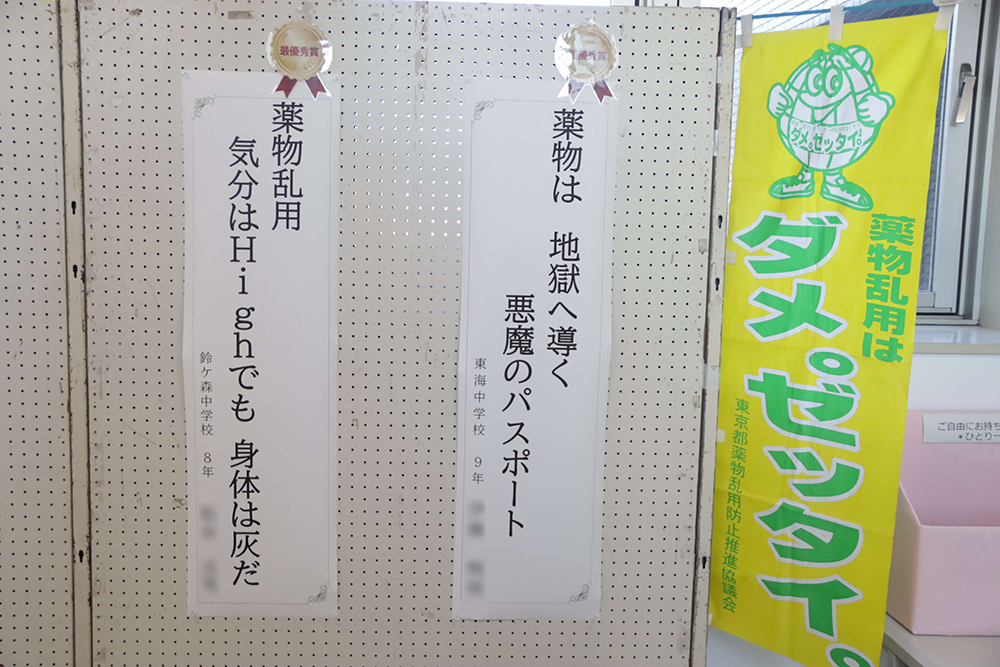 最優秀賞
薬物乱用
気分はHighでも 身体は灰だ
鈴ケ森中学校 8年
最優秀賞
薬物は 地獄へ導く
悪魔のパスポート
東海中学校 9年
ダメ。ゼッタイ。
薬物乱用は
ダメ。ゼッタイ。
東京都薬物乱用防止推進協議会
ご自由にお持ち
*ひとり一